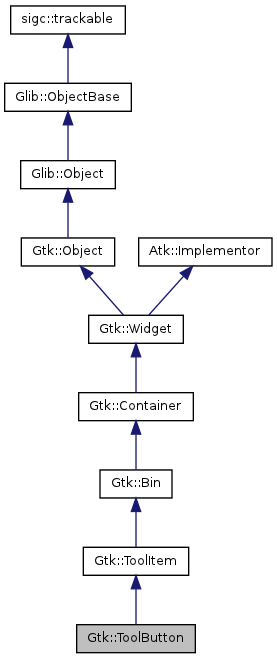 sigc::trackable
Glib::ObjectBase
Glib::Object
Gtk::Object
Atk::Implementor
Gtk::Widget
Gtk::Container
Gtk::Bin
Gtk::ToolItem
Gtk::ToolButton